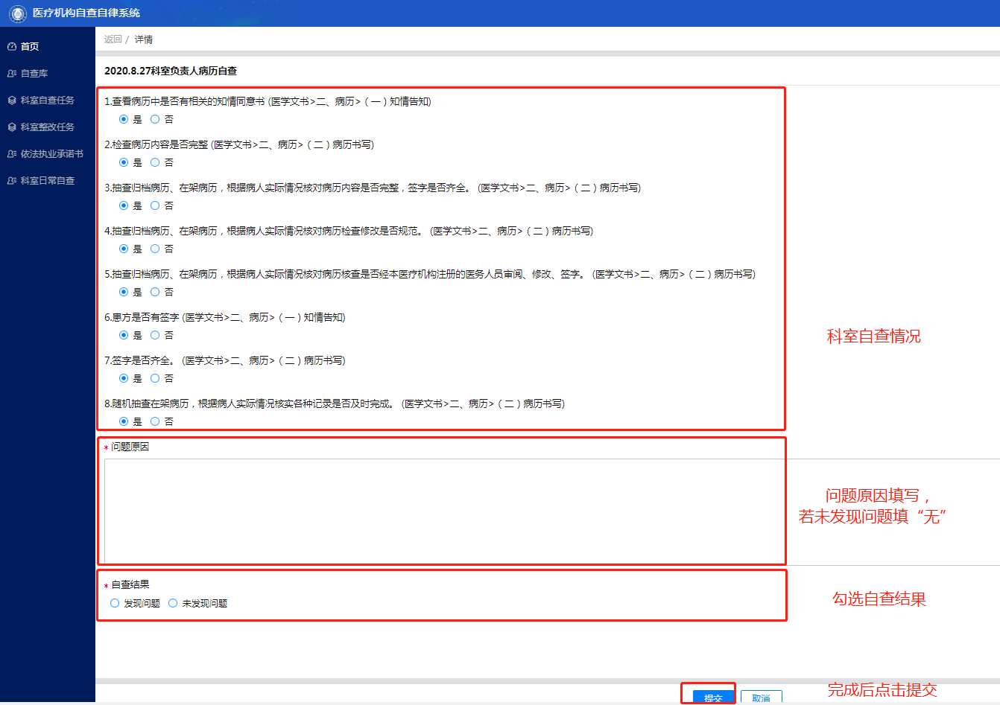 医疗机构自查自律系统
首页
自查库
科室自查任务
科室整改任务
依法执业承诺书
科室日常自查
返回 / 详情
2020.8.27科室负责人病历自查
1.查看病历中是否有相关的知情同意书 (医学文书>二、病历>（一）知情告知)
是 否
2.检查病历内容是否完整 (医学文书>二、病历>（二）病历书写)
是 否
3.抽查归档病历、在架病历，根据病人实际情况核对病历内容是否完整，签字是否齐全。 (医学文书>二、病历>（二）病历书写)
是 否
4.抽查归档病历、在架病历，根据病人实际情况核对病历检查修改是否规范。 (医学文书>二、病历>（二）病历书写)
是 否
5.抽查归档病历、在架病历，根据病人实际情况核对病历核查是否经本医疗机构注册的医务人员审阅、修改、签字。 (医学文书>二、病历>（二）病历书写)
是 否
6.患方是否有签字 (医学文书>二、病历>（一）知情告知)
是 否
科室自查情况
7.签字是否齐全。 (医学文书>二、病历>（二）病历书写)
是 否
8.随机抽查在架病历，根据病人实际情况核实各种记录是否及时完成。 (医学文书>二、病历>（二）病历书写)
是 否
* 问题原因
问题原因填写，
若未发现问题填“无”
* 自查结果
发现问题 未发现问题
勾选自查结果
提交 取消
完成后点击提交